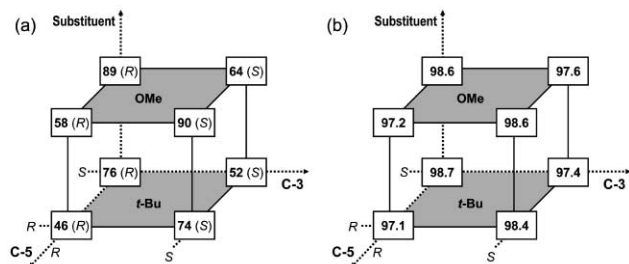 (a)
Substituent
89 (R)
64 (S)
OMe
58 (R)
90 (S)
S
76 (R)
52 (S)
C-3
t-Bu
R
46 (R)
74 (S)
C-5
R
S
(b)
Substituent
98.6
97.6
OMe
97.2
98.6
S
98.7
97.4
C-3
t-Bu
R
97.1
98.4
C-5
R
S